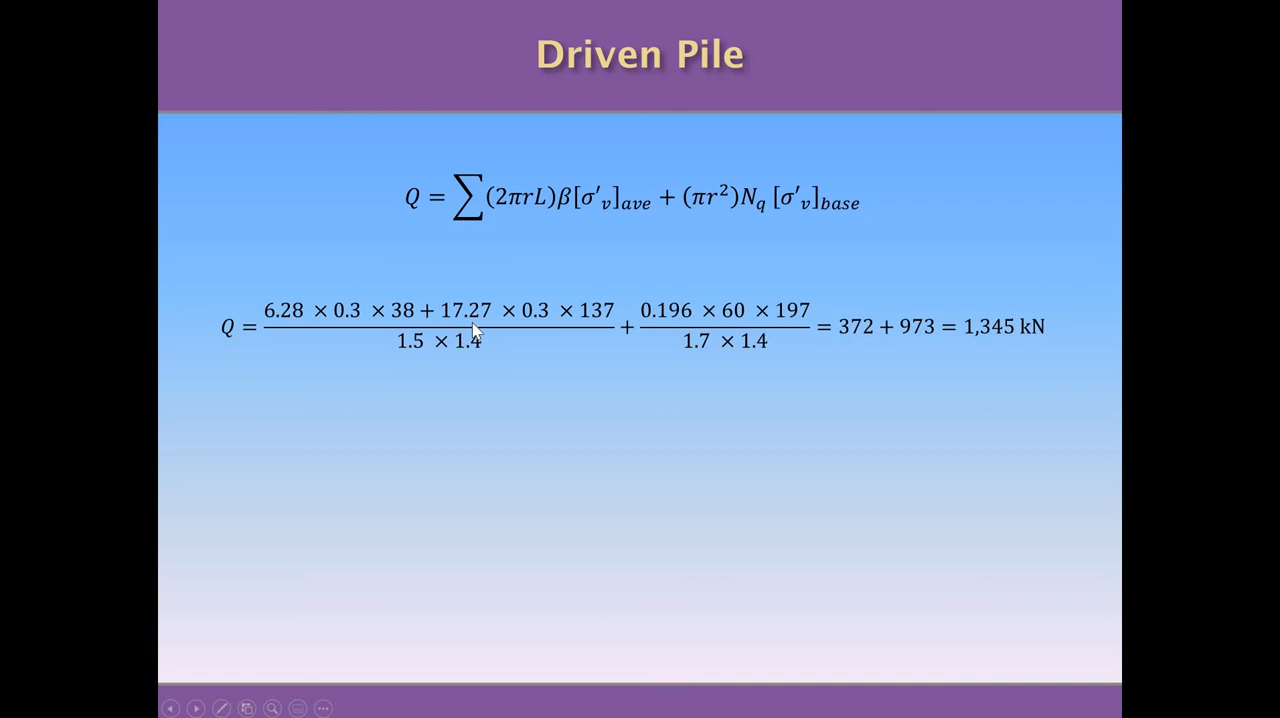 Driven Pile
Q = ∑(2πrL)β[σ′ᵥ]ₐᵥₑ + (πr²)N_q [σ′ᵥ]_base
Q = (6.28 × 0.3 × 38 + 17.27 × 0.3 × 137)/(1.5 × 1.4) + (0.196 × 60 × 197)/(1.7 × 1.4) = 372 + 973 = 1,345 kN